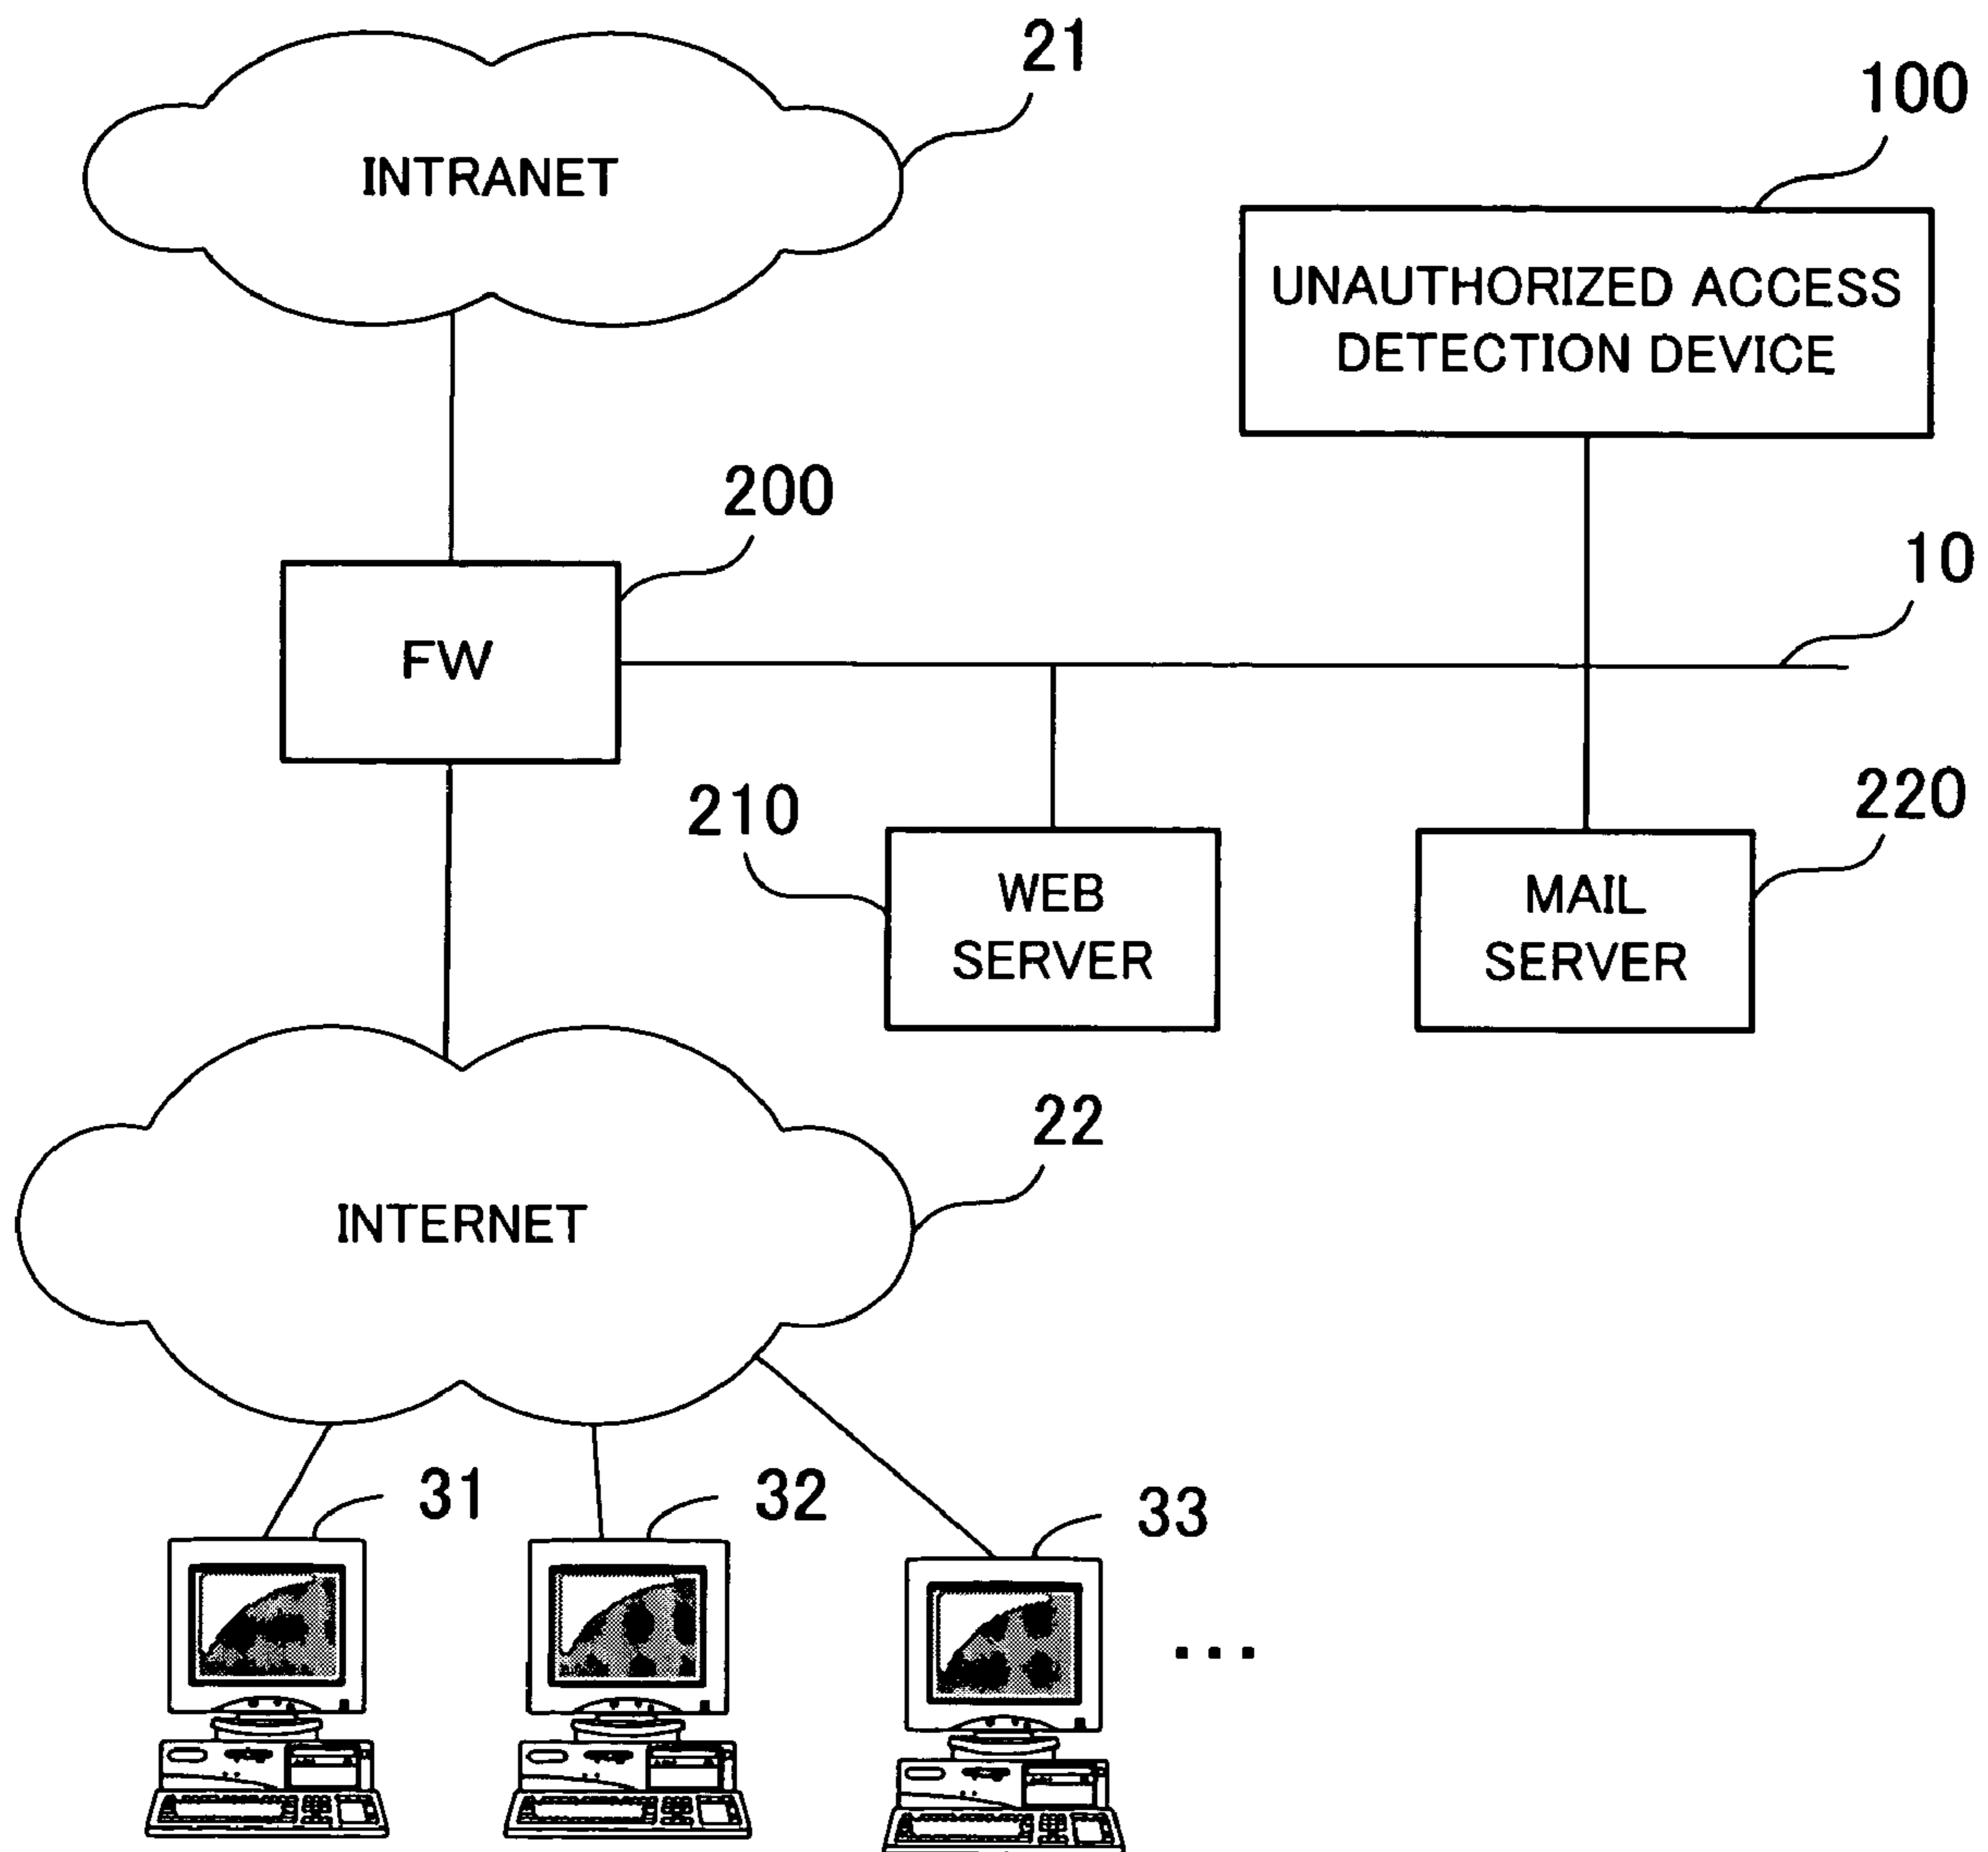 21
INTRANET
100
UNAUTHORIZED ACCESS
DETECTION DEVICE
200
10
FW
210
220
WEB
SERVER
MAIL
SERVER
22
INTERNET
31
32
33
...